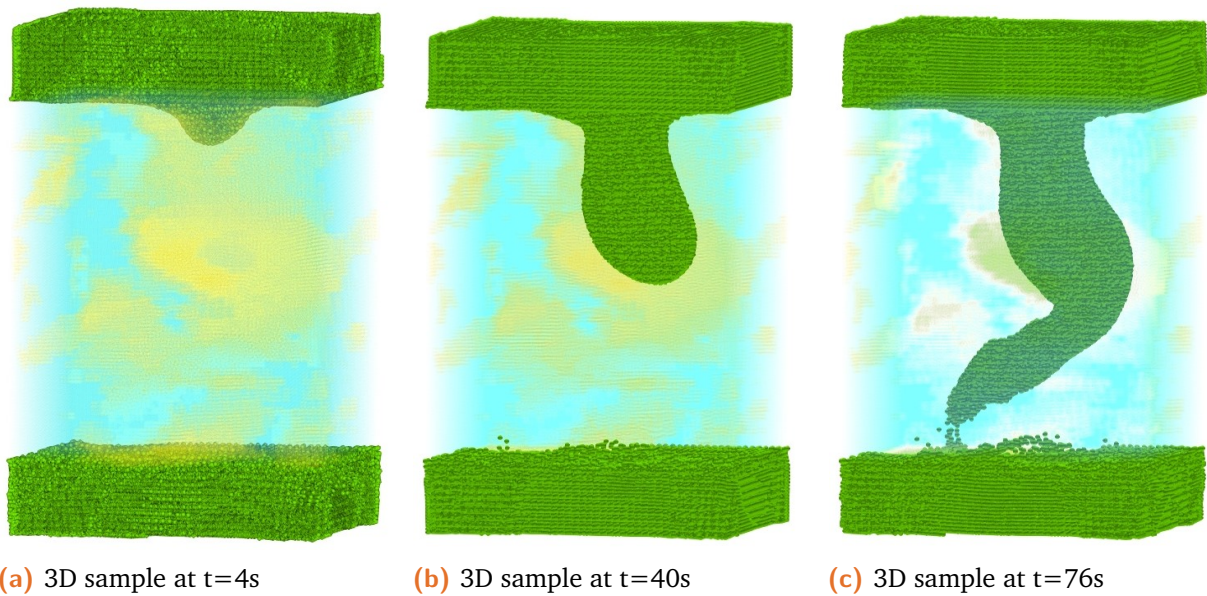 (a) 3D sample at t=4s
(b) 3D sample at t=40s
(c) 3D sample at t=76s